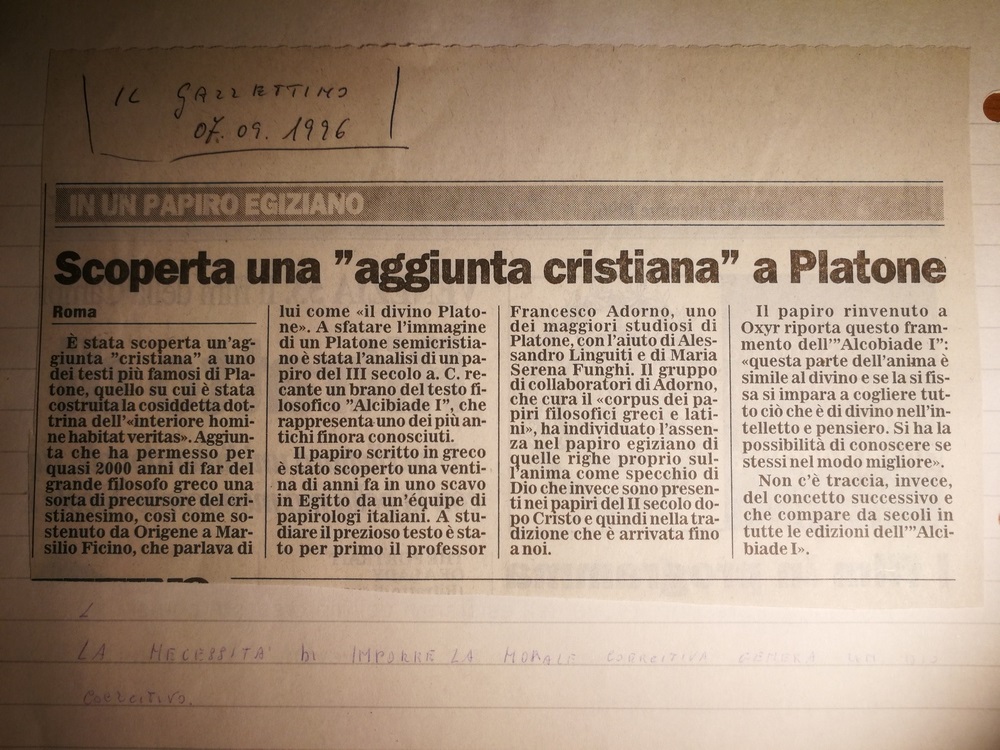 IL GAZZETTINO
07.09.1996
IN UN PAPIRO EGIZIANO
Scoperta una "aggiunta cristiana" a Platone
Roma
È stata scoperta un'ag-
giunta "cristiana" a uno
dei testi più famosi di Pla-
tone, quello su cui è stata
costruita la cosiddetta dot-
trina dell'«interiore homi-
ne habitat veritas». Aggiun-
ta che ha permesso per
quasi 2000 anni di far del
grande filosofo greco una
sorta di precursore del cri-
stianesimo, così come so-
stenuto da Origene a Mar-
silio Ficino, che parlava di
lui come «il divino Plato-
ne». A sfatare l'immagine
di un Platone semicristia-
no è stata l'analisi di un pa-
piro del III secolo a. C. re-
cante un brano del testo fi-
losofico "Alcibiade I", che
rappresenta uno dei più an-
tichi finora conosciuti.
Il papiro scritto in greco
è stato scoperto una venti-
na di anni fa in uno scavo
in Egitto da un'équipe di
papirologi italiani. A stu-
diare il prezioso testo è sta-
to per primo il professor
Francesco Adorno, uno
dei maggiori studiosi di
Platone, con l'aiuto di Ales-
sandro Linguiti e di Maria
Serena Funghi. Il gruppo
di collaboratori di Adorno,
che cura il «corpus dei pa-
piri filosofici greci e lati-
ni», ha individuato l'assen-
za nel papiro egiziano di
quelle righe proprio sul-
l'anima come specchio di
Dio che invece sono presen-
ti nei papiri del II secolo do-
po Cristo e quindi nella tra-
dizione che è arrivata fino
a noi.
Il papiro rinvenuto a
Oxyr riporta questo fram-
mento dell'"Alcobiade I":
«questa parte dell'anima è
simile al divino e se la si fis-
sa si impara a cogliere tut-
to ciò che è di divino nell'in-
telletto e pensiero. Si ha la
possibilità di conoscere se
stessi nel modo migliore».
Non c'è traccia, invece,
del concetto successivo e
che compare da secoli in
tutte le edizioni dell'"Alci-
biade I».
LA NECESSITA' DI IMPORRE LA MORALE COERCITIVA GENERA UN DIO
COERCITIVO.